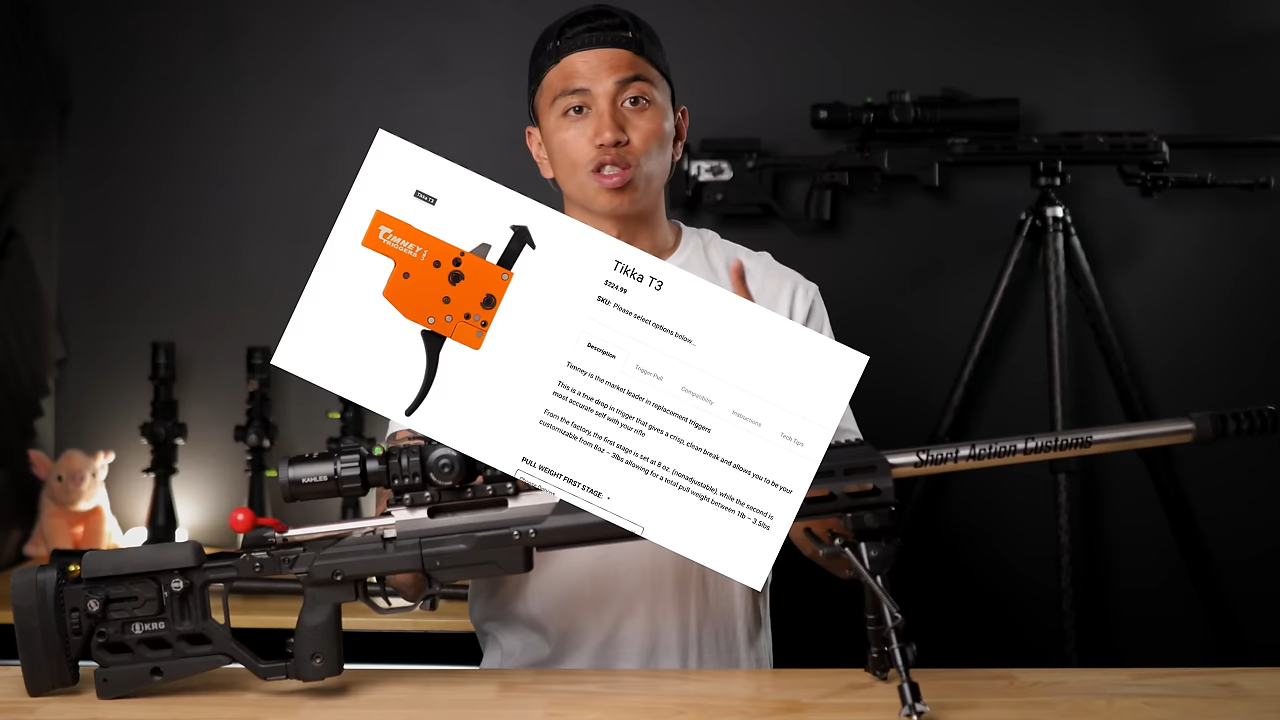 Tikka T3
TIMNEY
TRIGGERS
Tikka T3
$224.99
SKU: Please select options below...
Description
Trigger Pull
Compatibility
Instructions
Tech Tips
Timney is the market leader in replacement triggers
This is a true drop in trigger that gives a crisp, clean break and allows you to be your
most accurate self with your rifle
From the factory, the first stage is set at 8 oz. (nonadjustable), while the second is
customizable from 8oz – 3lbs allowing for a total pull weight between 1lb – 3.5lbs
PULL WEIGHT FIRST STAGE: *
KAHLES
Short Action Customs
KRG